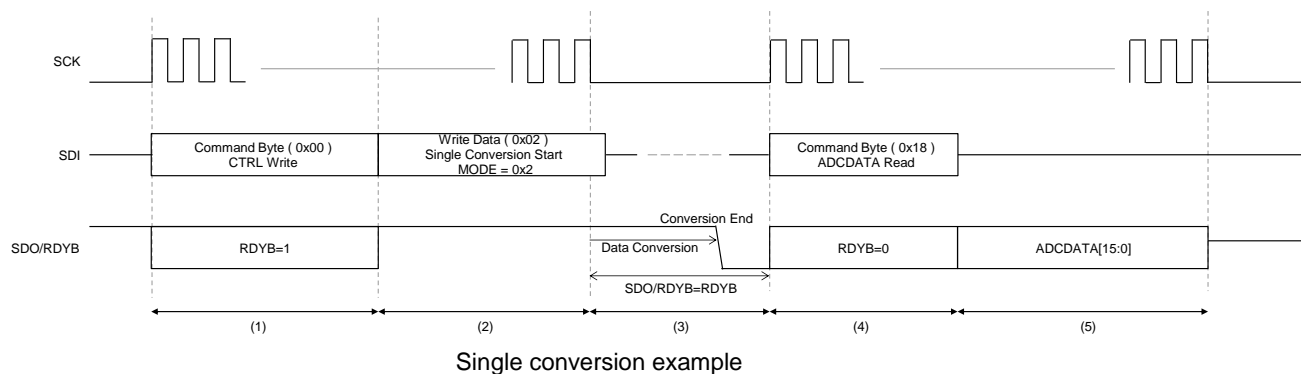 SCK
SDI
Command Byte ( 0x00 )
CTRL Write
Write Data ( 0x02 )
Single Conversion Start
MODE = 0x2
Command Byte ( 0x18 )
ADCDATA Read
SDO/RDYB
RDYB=1
Conversion End
Data Conversion
SDO/RDYB=RDYB
RDYB=0
ADCDATA[15:0]
(1)
(2)
(3)
(4)
(5)
Single conversion example